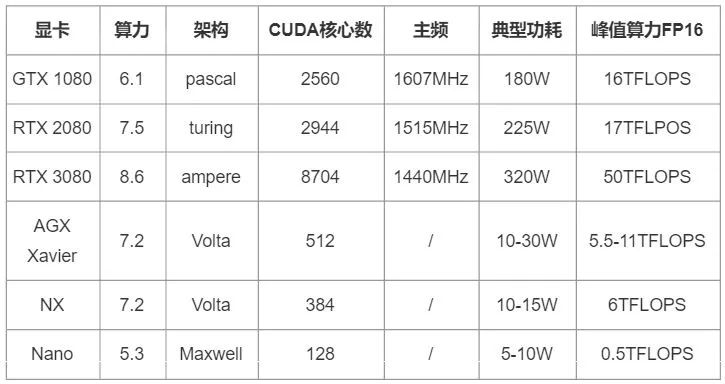 显卡 算力 架构 CUDA核心数 主频 典型功耗 峰值算力FP16
GTX 1080 6.1 pascal 2560 1607MHz 180W 16TFLOPS
RTX 2080 7.5 turing 2944 1515MHz 225W 17TFLPOS
RTX 3080 8.6 ampere 8704 1440MHz 320W 50TFLOPS
AGX
Xavier 7.2 Volta 512 / 10-30W 5.5-11TFLOPS
NX 7.2 Volta 384 / 10-15W 6TFLOPS
Nano 5.3 Maxwell 128 / 5-10W 0.5TFLOPS